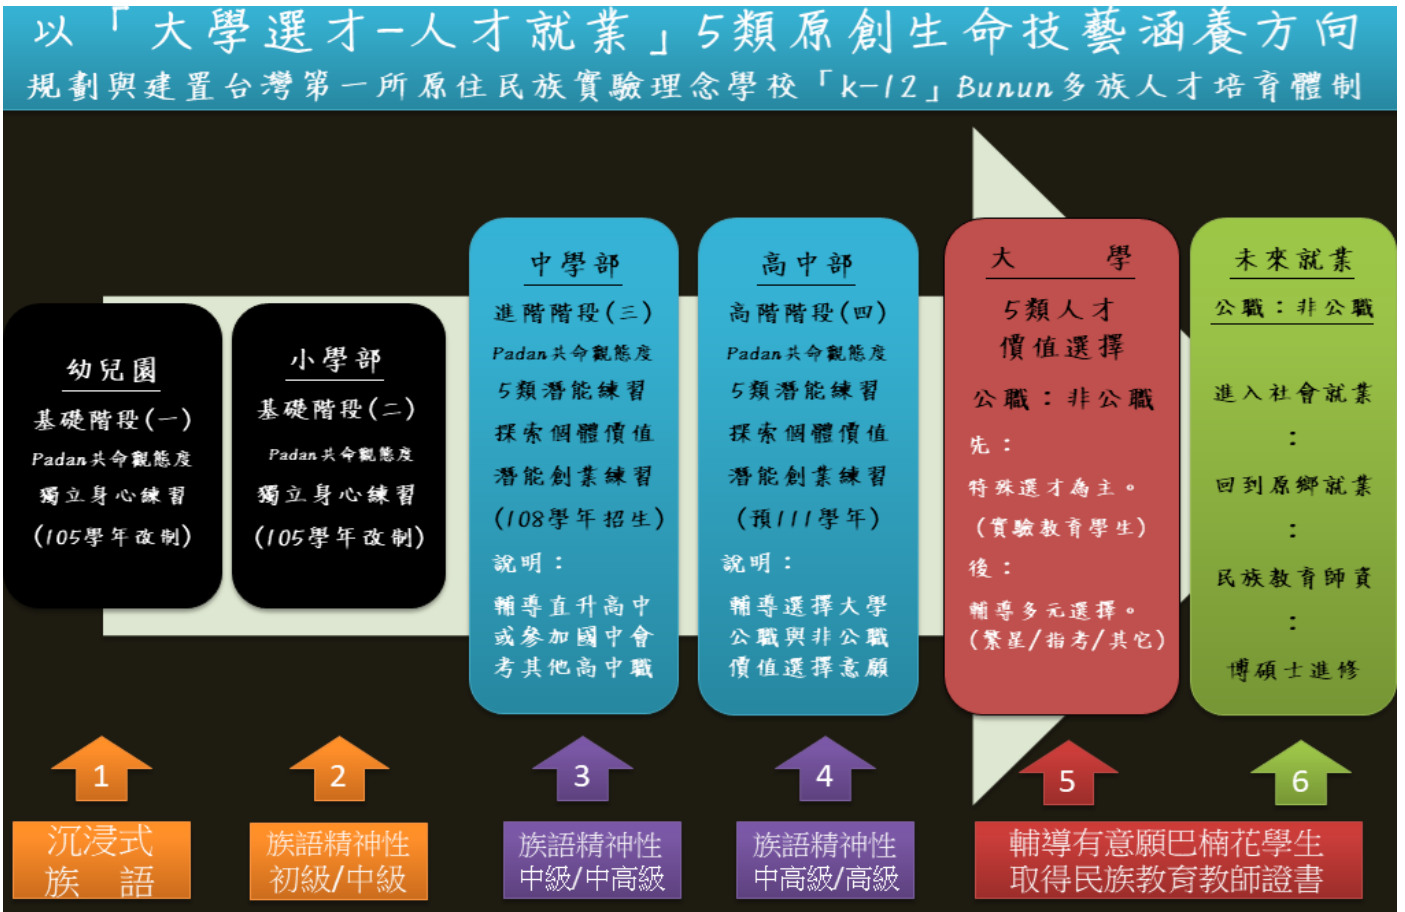 以「大學選才-人才就業」5類原創生命技藝涵養方向
規劃與建置台灣第一所原住民族實驗理念學校「k-12」Bunun多族人才培育體制
幼兒園
基礎階段(一)
Padan共命觀態度
獨立身心練習
(105學年改制)
小學部
基礎階段(二)
Padan共命觀態度
獨立身心練習
(105學年改制)
中學部
進階階段(三)
Padan共命觀態度
5類潛能練習
探索個體價值
潛能創業練習
(108學年招生)
說明：
輔導直升高中
或參加國中會
考其他高中職
高中部
高階階段(四)
Padan共命觀態度
5類潛能練習
探索個體價值
潛能創業練習
(預111學年)
說明：
輔導選擇大學
公職與非公職
價值選擇意願
大學
5類人才
價值選擇
公職：非公職
先：
特殊選才為主。
(實驗教育學生)
後：
輔導多元選擇。
(繁星/指考/其它)
未來就業
公職：非公職
進入社會就業
：
回到原鄉就業
：
民族教育師資
：
博碩士進修
1
2
3
4
5
6
沉浸式
族語
族語精神性
初級/中級
族語精神性
中級/中高級
族語精神性
中高級/高級
輔導有意願巴楠花學生
取得民族教育教師證書